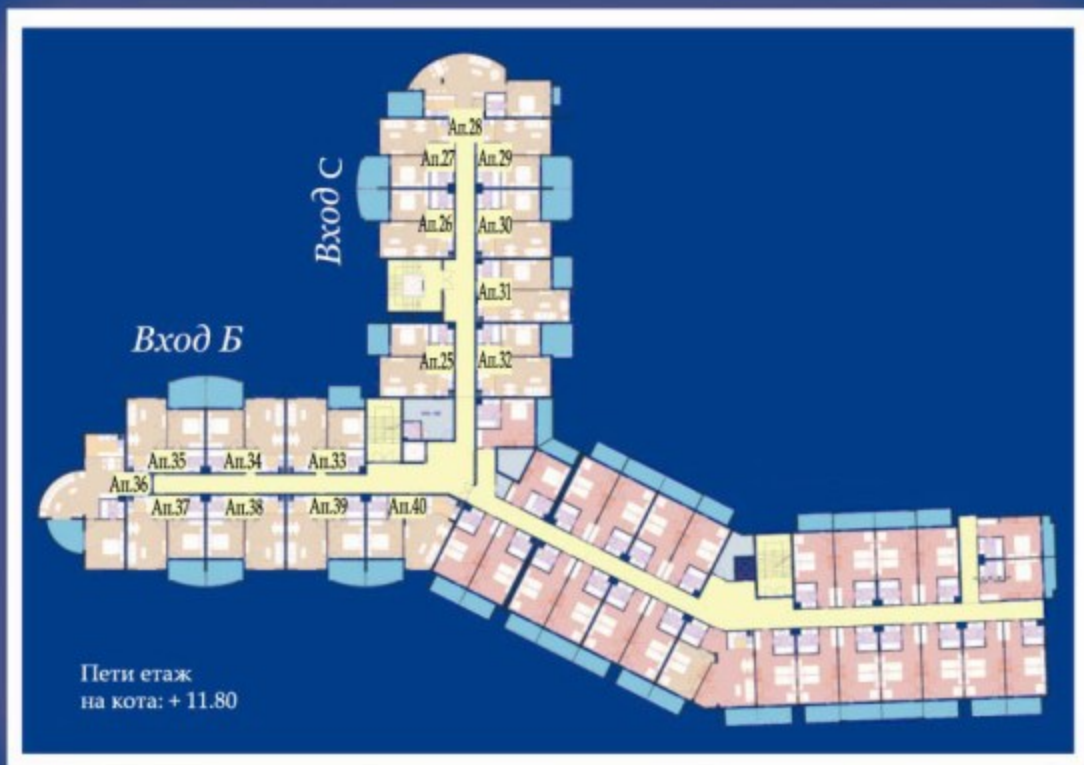 Ап.28
Ап.27
Ап.29
Вход С
Ап.26
Ап.30
Ап.31
Вход Б
Ап.25
Ап.32
Ап.35
Ап.34
Ап.33
Ап.36
Ап.37
Ап.38
Ап.39
Ап.40
Пети етаж
на кота: + 11.80